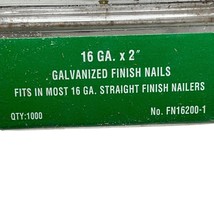 16 GA. x 2"
GALVANIZED FINISH NAILS
FITS IN MOST 16 GA. STRAIGHT FINISH NAILERS
QTY:1000 No. FN16200-1